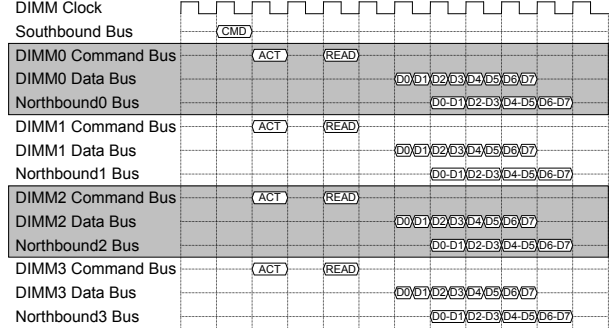 DIMM Clock
Southbound Bus CMD
DIMM0 Command Bus ACT READ
DIMM0 Data Bus D0 D1 D2 D3 D4 D5 D6 D7
Northbound0 Bus D0-D1 D2-D3 D4-D5 D6-D7
DIMM1 Command Bus ACT READ
DIMM1 Data Bus D0 D1 D2 D3 D4 D5 D6 D7
Northbound1 Bus D0-D1 D2-D3 D4-D5 D6-D7
DIMM2 Command Bus ACT READ
DIMM2 Data Bus D0 D1 D2 D3 D4 D5 D6 D7
Northbound2 Bus D0-D1 D2-D3 D4-D5 D6-D7
DIMM3 Command Bus ACT READ
DIMM3 Data Bus D0 D1 D2 D3 D4 D5 D6 D7
Northbound3 Bus D0-D1 D2-D3 D4-D5 D6-D7